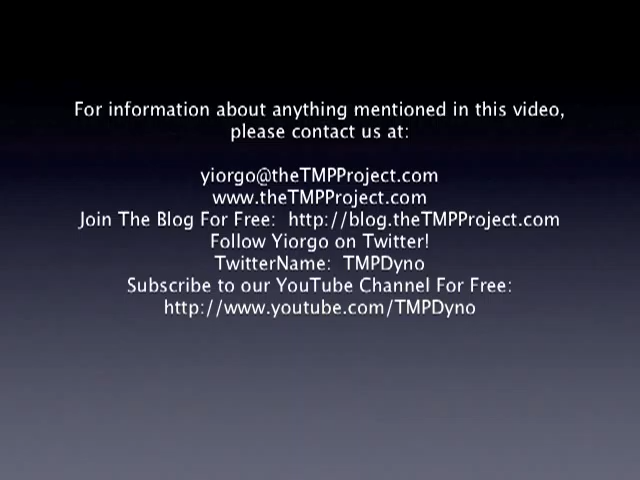 For information about anything mentioned in this video,
please contact us at:
yiorgo@theTMPProject.com
www.theTMPProject.com
Join The Blog For Free:  http://blog.theTMPProject.com
Follow Yiorgo on Twitter!
TwitterName:  TMPDyno
Subscribe to our YouTube Channel For Free:
http://www.youtube.com/TMPDyno